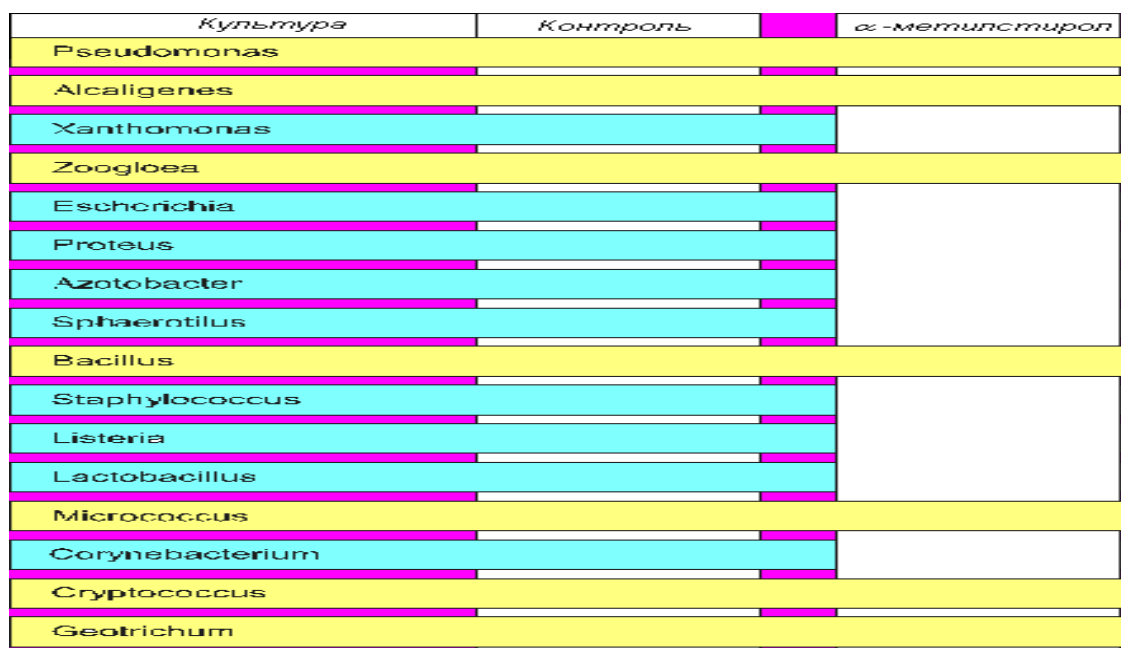 Культура Контроль α-метилстирол
Pseudomonas
Alcaligenes
Xanthomonas
Zoogloea
Escherichia
Proteus
Azotobacter
Sphaerotilus
Bacillus
Staphylococcus
Listeria
Lactobacillus
Micrococcus
Corynebacterium
Cryptococcus
Geotrichum